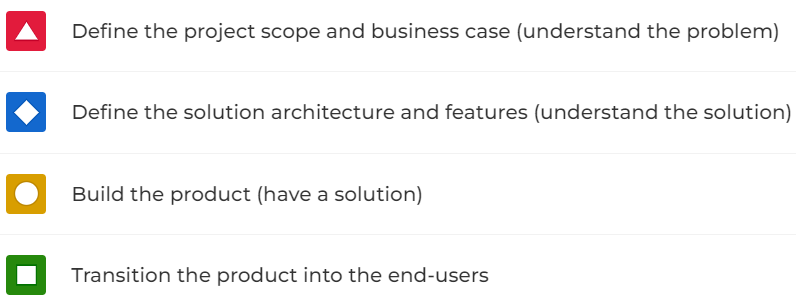 Define the project scope and business case (understand the problem)
Define the solution architecture and features (understand the solution)
Build the product (have a solution)
Transition the product into the end-users